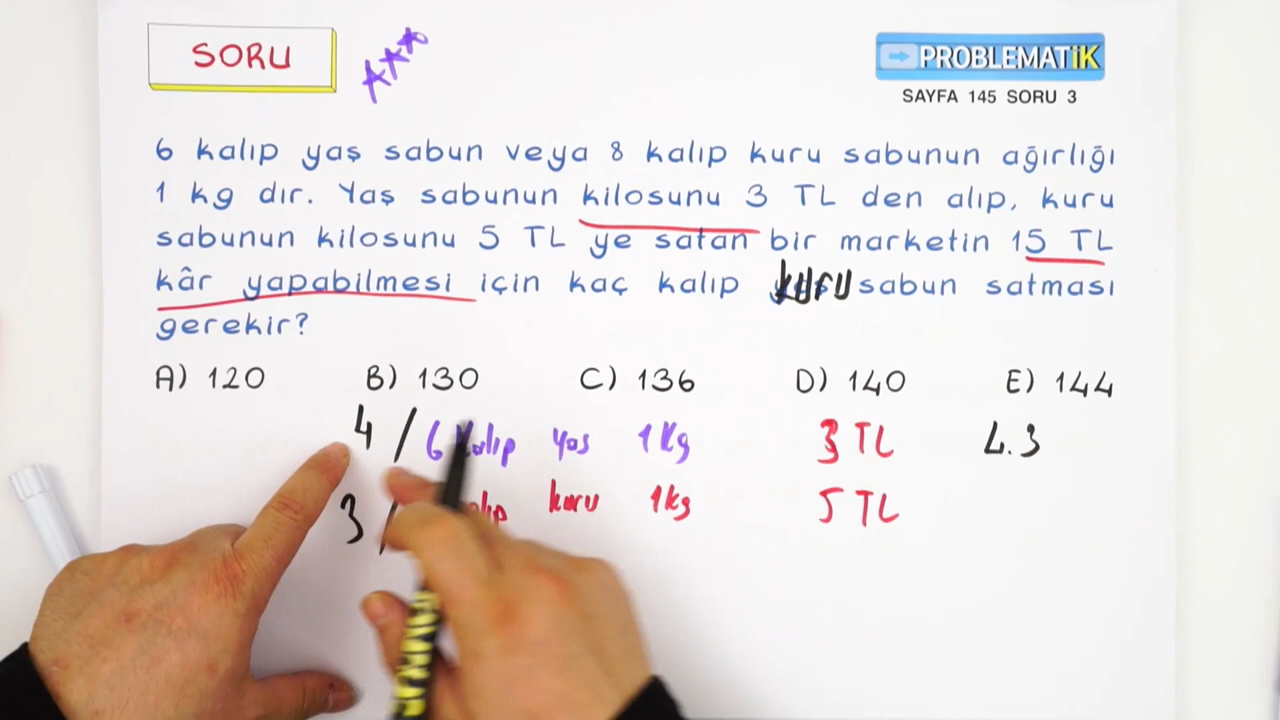 SORU
AAA
PROBLEMATiK
SAYFA 145 SORU 3
6 kalıp yaş sabun veya 8 kalıp kuru sabunun ağırlığı
1 kg dır. Yaş sabunun kilosunu 3 TL den alıp, kuru
sabunun kilosunu 5 TL ye satan bir marketin 15 TL
kâr yapabilmesi için kaç kalıp kuru sabun satması
gerekir?
A) 120 B) 130 C) 136 D) 140 E) 144
4 / 6 kalıp yaş 1 Kg 3 TL 4.3
3 / kuru 1 kg 5 TL